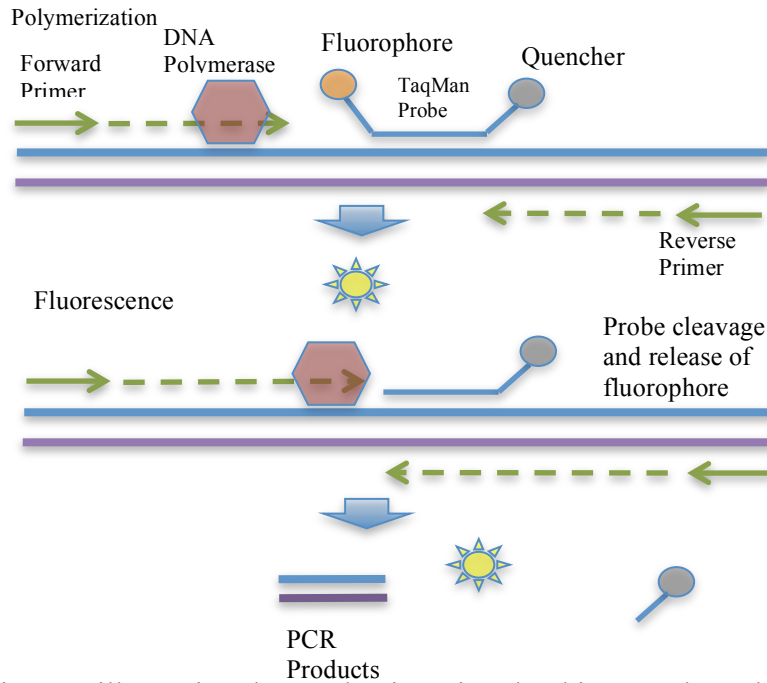 Polymerization
Forward
Primer
DNA
Polymerase
Fluorophore
TaqMan
Probe
Quencher
Reverse
Primer
Fluorescence
Probe cleavage
and release of
fluorophore
PCR
Products